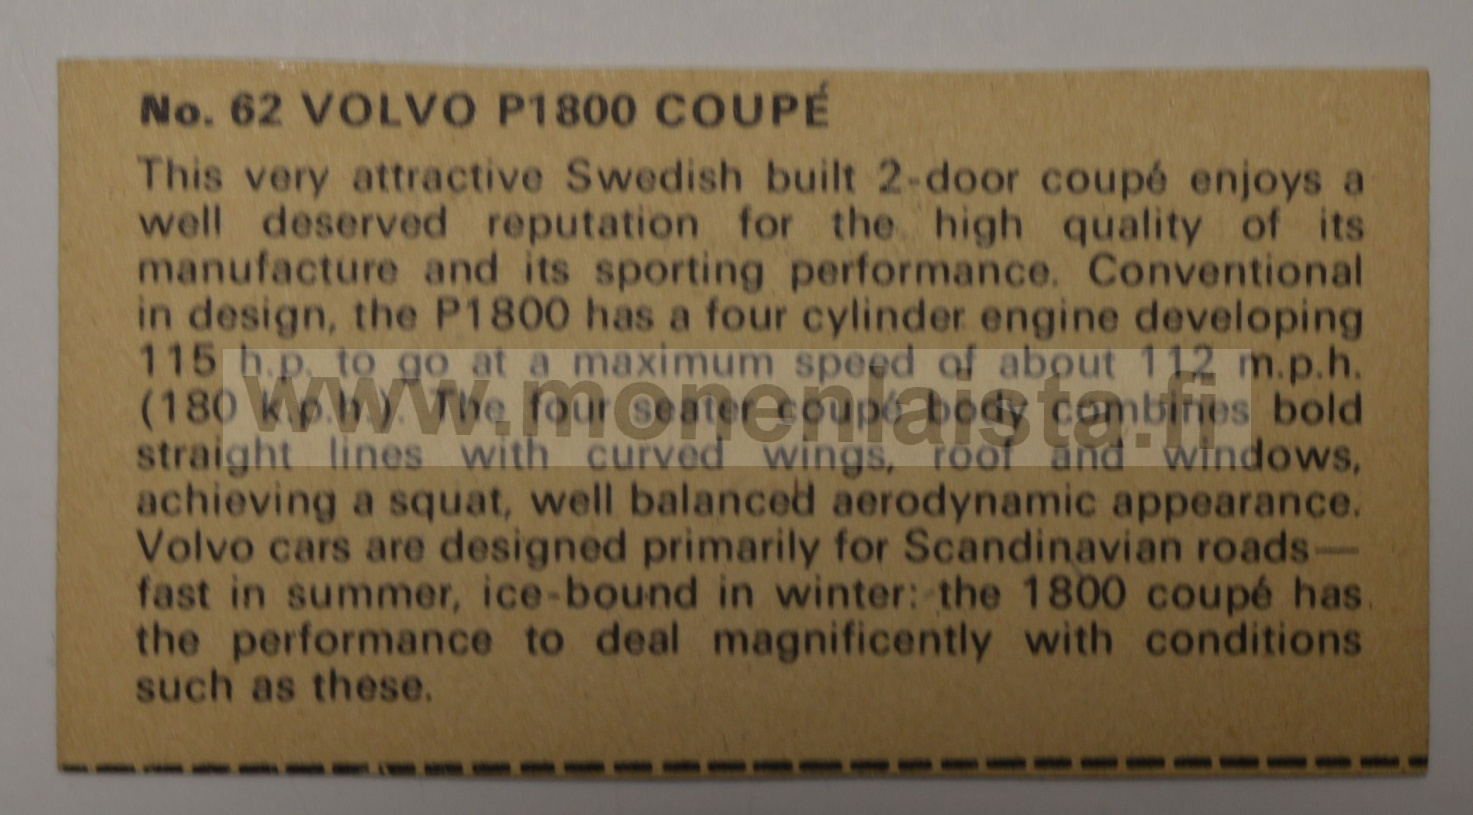 No. 62 VOLVO P1800 COUPÉ
This very attractive Swedish built 2-door coupé enjoys a
well deserved reputation for the high quality of its
manufacture and its sporting performance. Conventional
in design, the P1800 has a four cylinder engine developing
115 h.p. to go at a maximum speed of about 112 m.p.h.
(180 k.p.h.). The four seater coupé body combines bold
www.monenlaista.fi
straight lines with curved wings, roof and windows,
achieving a squat, well balanced aerodynamic appearance.
Volvo cars are designed primarily for Scandinavian roads—
fast in summer, ice-bound in winter: the 1800 coupé has
the performance to deal magnificently with conditions
such as these.